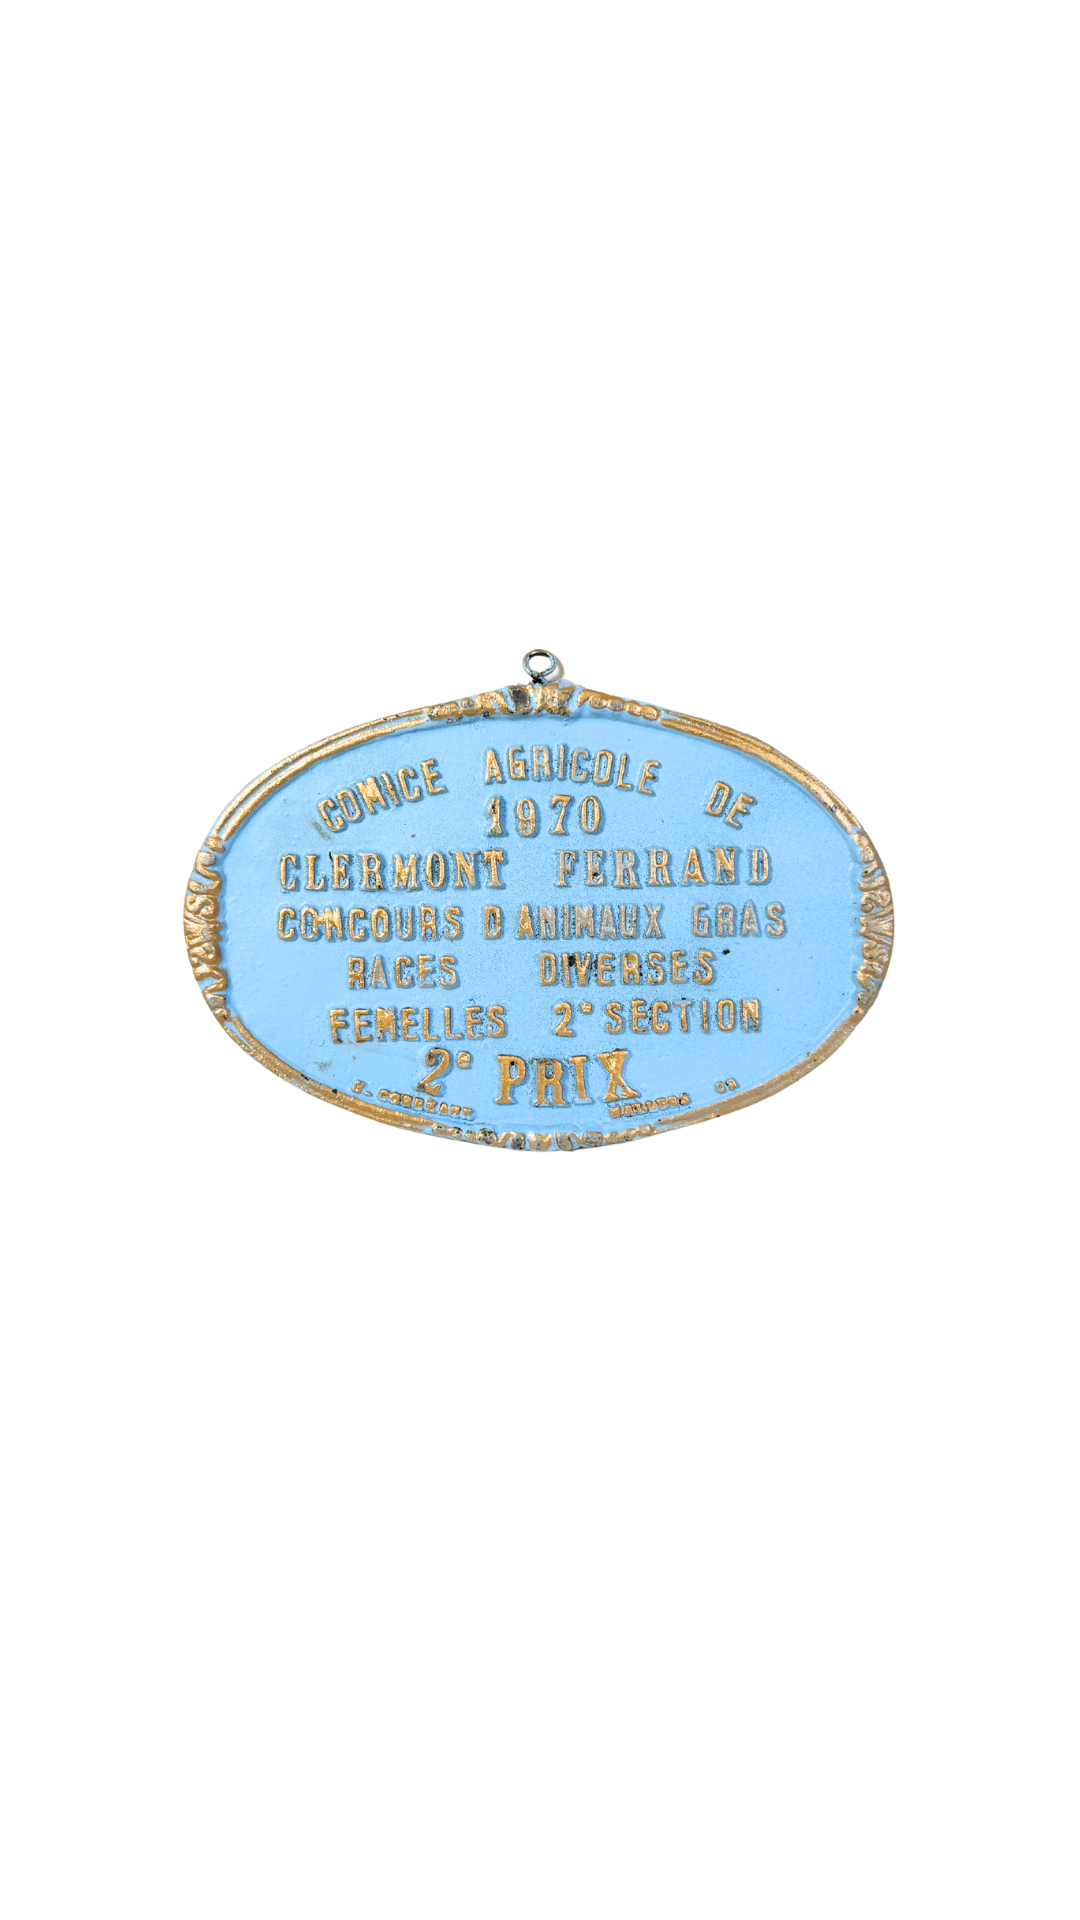 COMICE AGRICOLE DE
1970
CLERMONT FERRAND
CONCOURS D ANIMAUX GRAS
RACES DIVERSES
FEMELLES 2e SECTION
2e PRIX